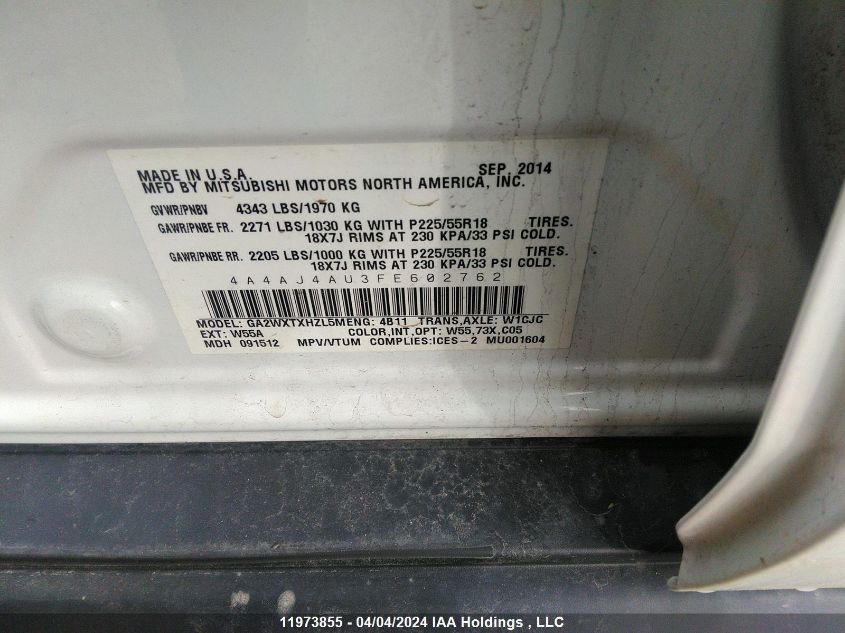 MADE IN U.S.A. SEP, 2014
MFD BY MITSUBISHI MOTORS NORTH AMERICA, INC.
GVWR/PNBV 4343 LBS/1970 KG
GAWR/PNBE FR. 2271 LBS/1030 KG WITH P225/55R18 TIRES.
18X7J RIMS AT 230 KPA/33 PSI COLD.
GAWR/PNBE RR. 2205 LBS/1000 KG WITH P225/55R18 TIRES.
18X7J RIMS AT 230 KPA/33 PSI COLD.
4A4AJ4AU3FE602762
MODEL: GA2WXTXHZL5M ENG: 4B11 TRANS,AXLE: W1CJC
EXT: W55A COLOR,INT,OPT: W55,73X,C05
MDH 091512 MPV/VTUM COMPLIES:ICES-2 MU001604
11973855 - 04/04/2024 IAA Holdings , LLC